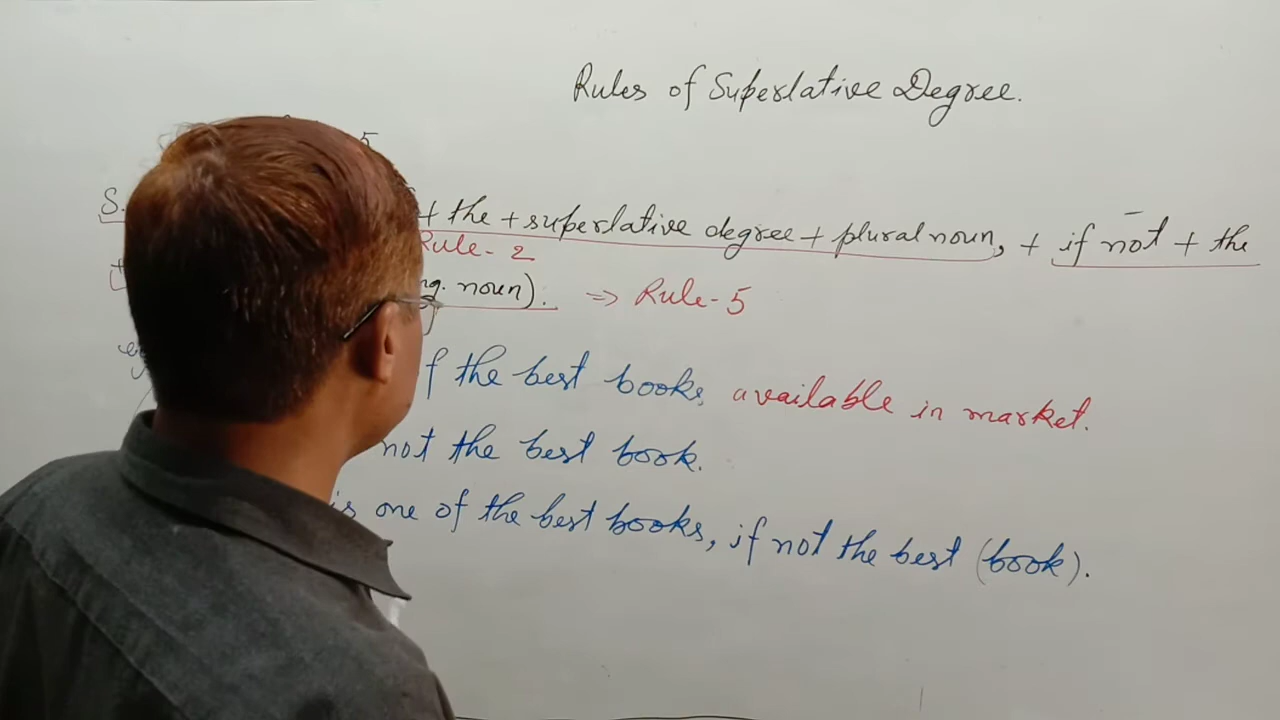 Rules of Superlative Degree.
5
S.
+ the + superlative degree + plural noun, + if not + the
Rule - 2
noun). ⇒ Rule - 5
the best books, available in market.
not the best book.
is one of the best books, if not the best (book).